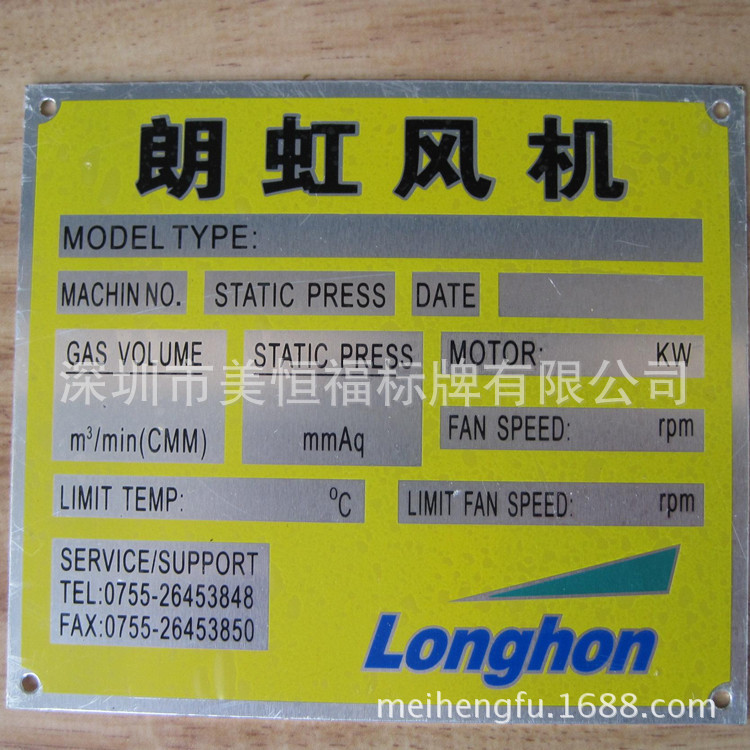 朗虹风机
MODEL TYPE:
MACHIN NO. STATIC PRESS DATE
GAS VOLUME STATIC PRESS MOTOR: KW
深圳市美恒福标牌有限公司
m³/min(CMM) mmAq FAN SPEED: rpm
LIMIT TEMP: °C LIMIT FAN SPEED: rpm
SERVICE/SUPPORT
TEL:0755-26453848
FAX:0755-26453850
Longhon
meihengfu.1688.com